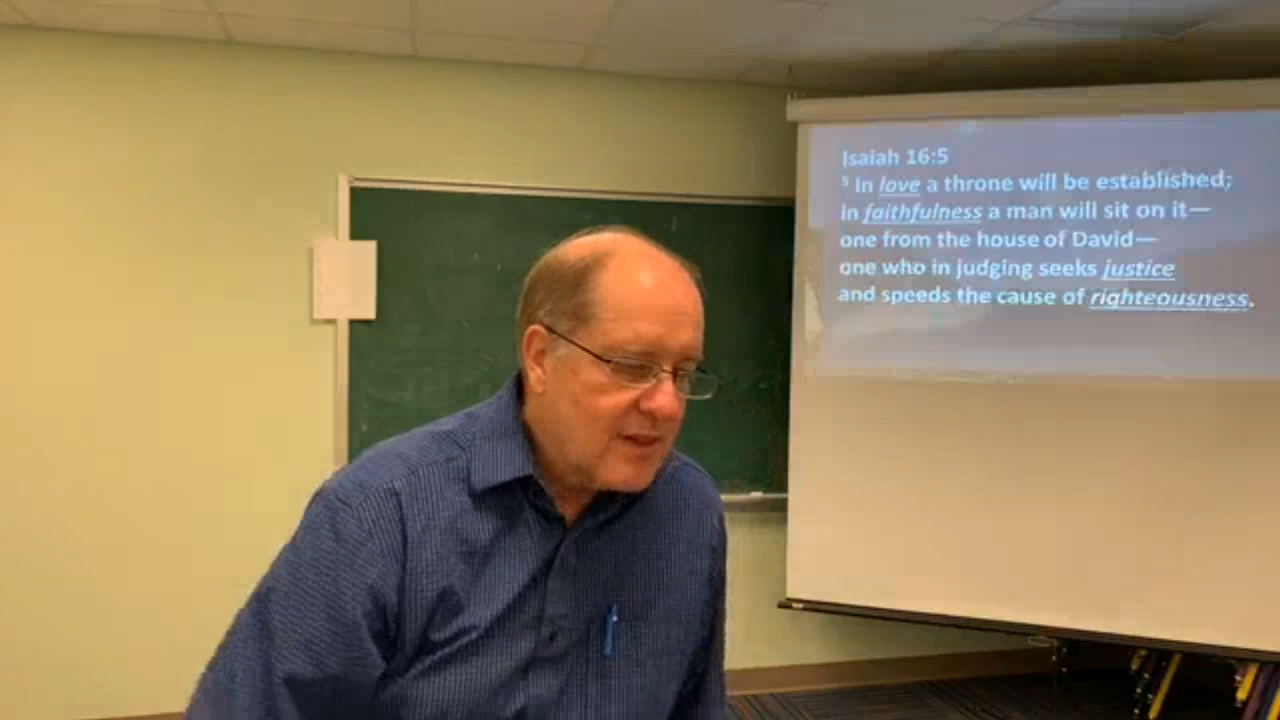 Isaiah 16:5
⁵ In love a throne will be established;
in faithfulness a man will sit on it—
one from the house of David—
one who in judging seeks justice
and speeds the cause of righteousness.